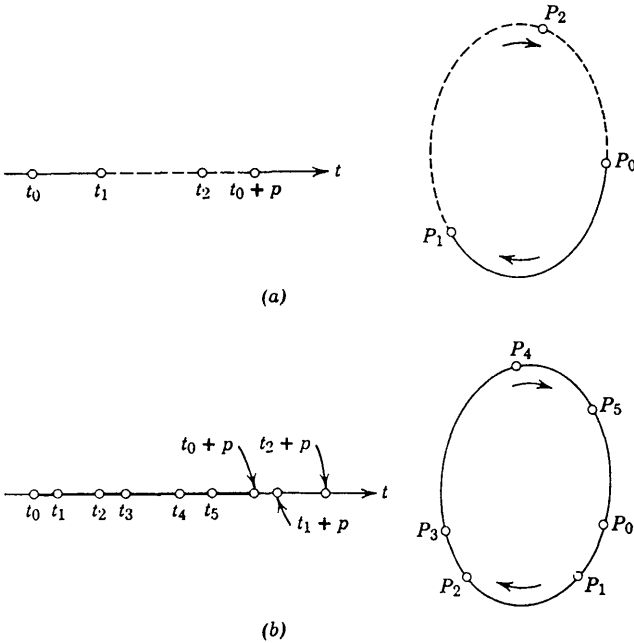 P₂
P₀
t
t₀ t₁ t₂ t₀ + p
P₁
(a)
P₄
P₅
t₀ + p t₂ + p
t
t₀ t₁ t₂ t₃ t₄ t₅ t₁ + p
P₃ P₀
P₂ P₁
(b)